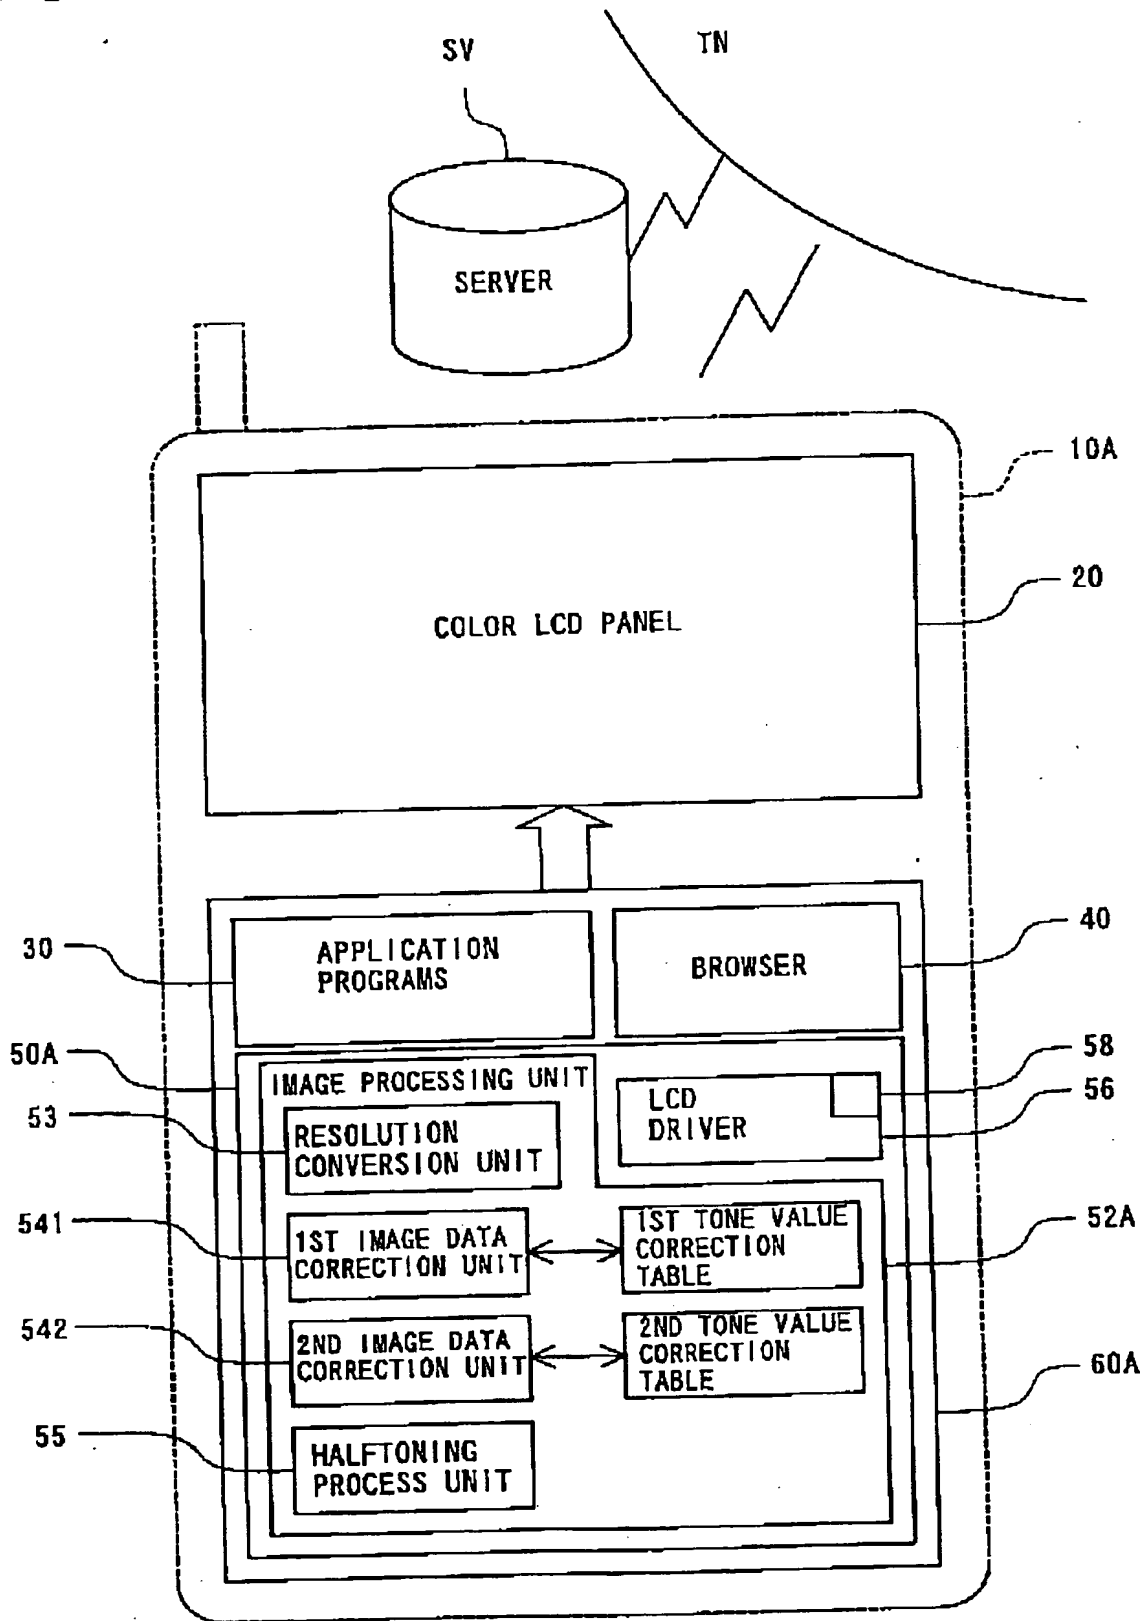 SV
TN
SERVER
10A
20
COLOR LCD PANEL
30
APPLICATION
PROGRAMS
BROWSER
40
50A
IMAGE PROCESSING UNIT
58
56
LCD
DRIVER
53
RESOLUTION
CONVERSION UNIT
541
1ST IMAGE DATA
CORRECTION UNIT
1ST TONE VALUE
CORRECTION
TABLE
52A
542
2ND IMAGE DATA
CORRECTION UNIT
2ND TONE VALUE
CORRECTION
TABLE
60A
55
HALFTONING
PROCESS UNIT